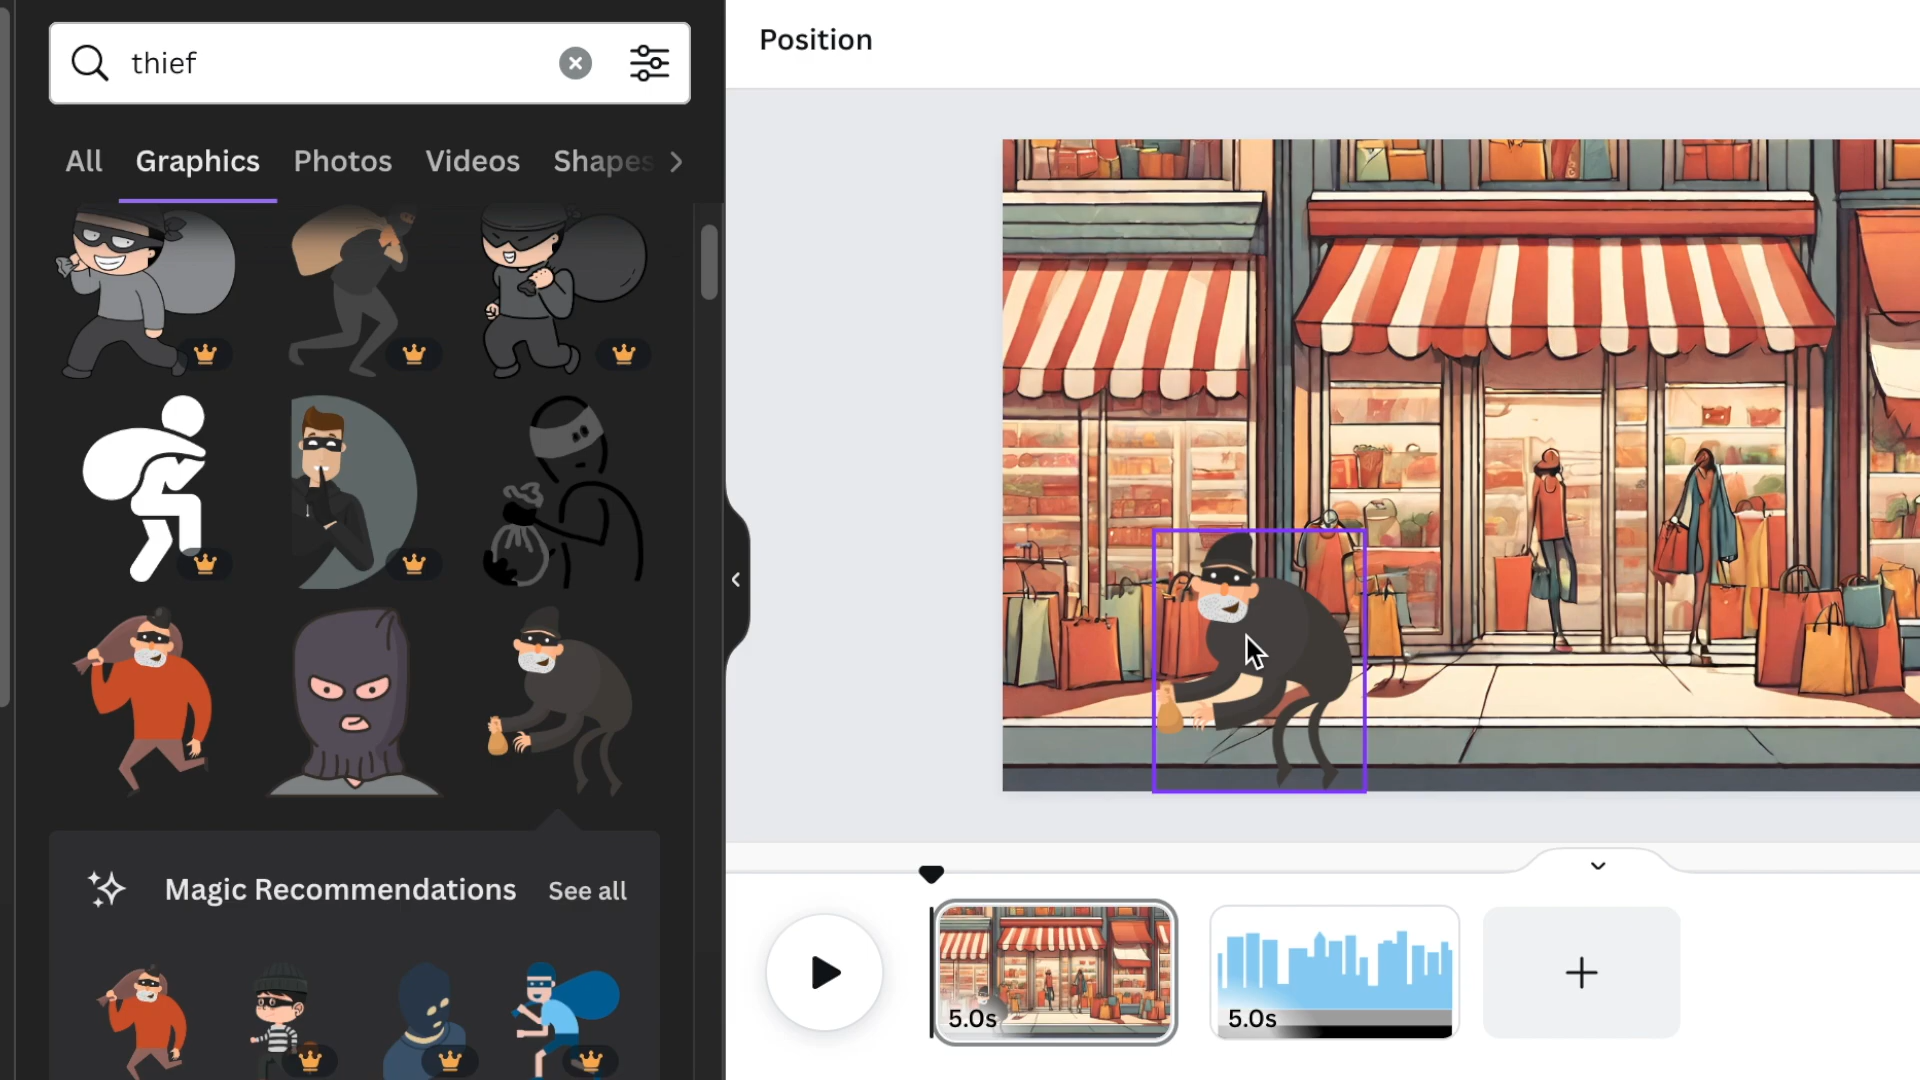 thief
Position
All Graphics Photos Videos Shapes
Magic Recommendations See all
5.0s 5.0s